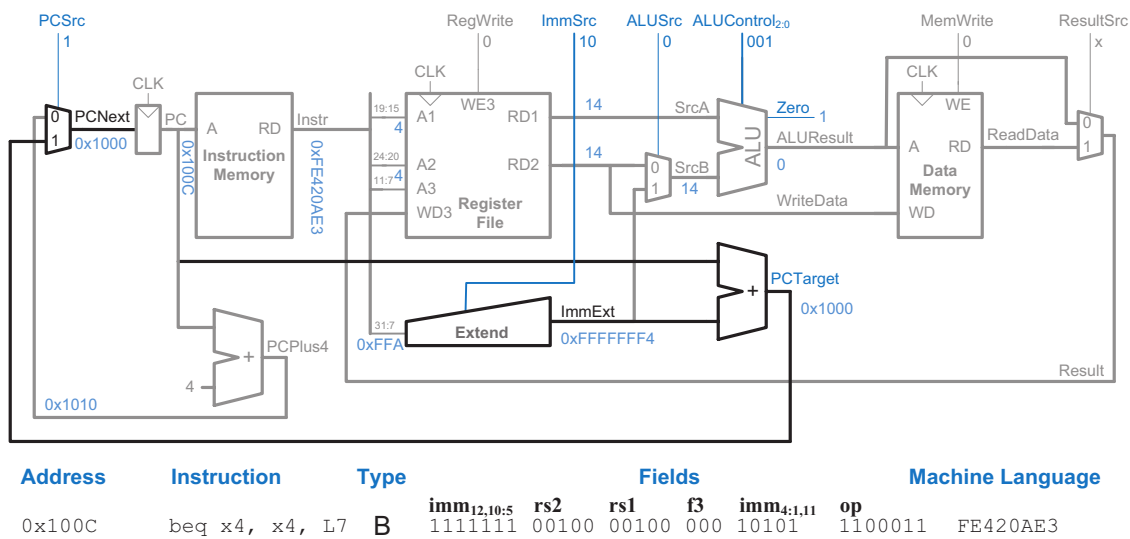 PCSrc RegWrite ImmSrc ALUSrc ALUControl2:0 MemWrite ResultSrc
1 0 10 0 001 0 x
CLK CLK CLK
0 PCNext PC A RD Instr 19:15 A1 WE3 RD1 14 SrcA Zero 1 WE 0
1 0x1000 4 ALU ALUResult A RD ReadData 1
Instruction Memory
0x100C
0xFE420AE3
24:20 A2 RD2 14 0 SrcB 0
4
11:7 A3 1 14
Data Memory
WD3 Register File WriteData WD
PCTarget
+
0x1000
31:7 ImmExt
0xFFA Extend 0xFFFFFFF4
PCPlus4
+
4
Result
0x1010
Address Instruction Type Fields Machine Language
imm12,10:5 rs2 rs1 f3 imm4:1,11 op
0x100C beq x4, x4, L7 B 1111111 00100 00100 000 10101 1100011 FE420AE3